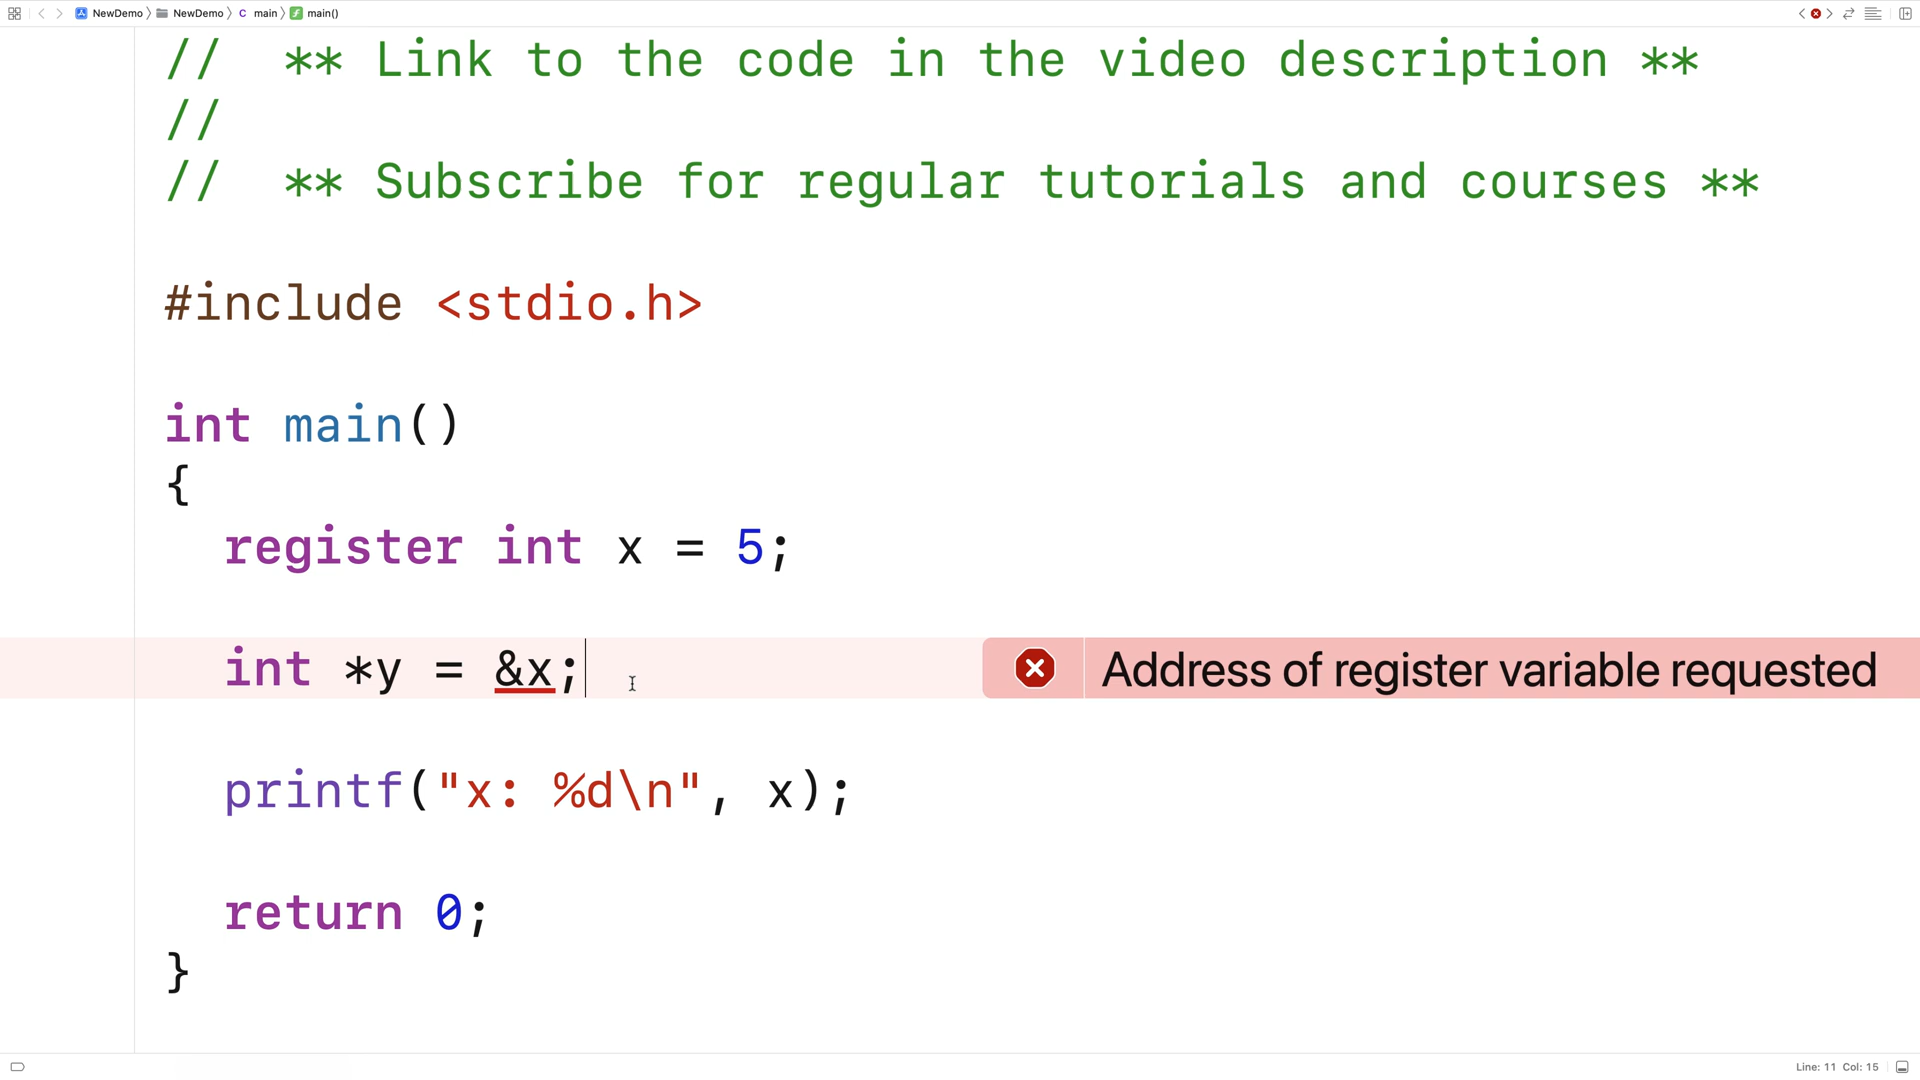 NewDemo NewDemo C main f main()
// ** Link to the code in the video description **
//
// ** Subscribe for regular tutorials and courses **
#include <stdio.h>
int main()
{
register int x = 5;
int *y = &x; Address of register variable requested
printf("x: %d\n", x);
return 0;
}
Line: 11 Col: 15